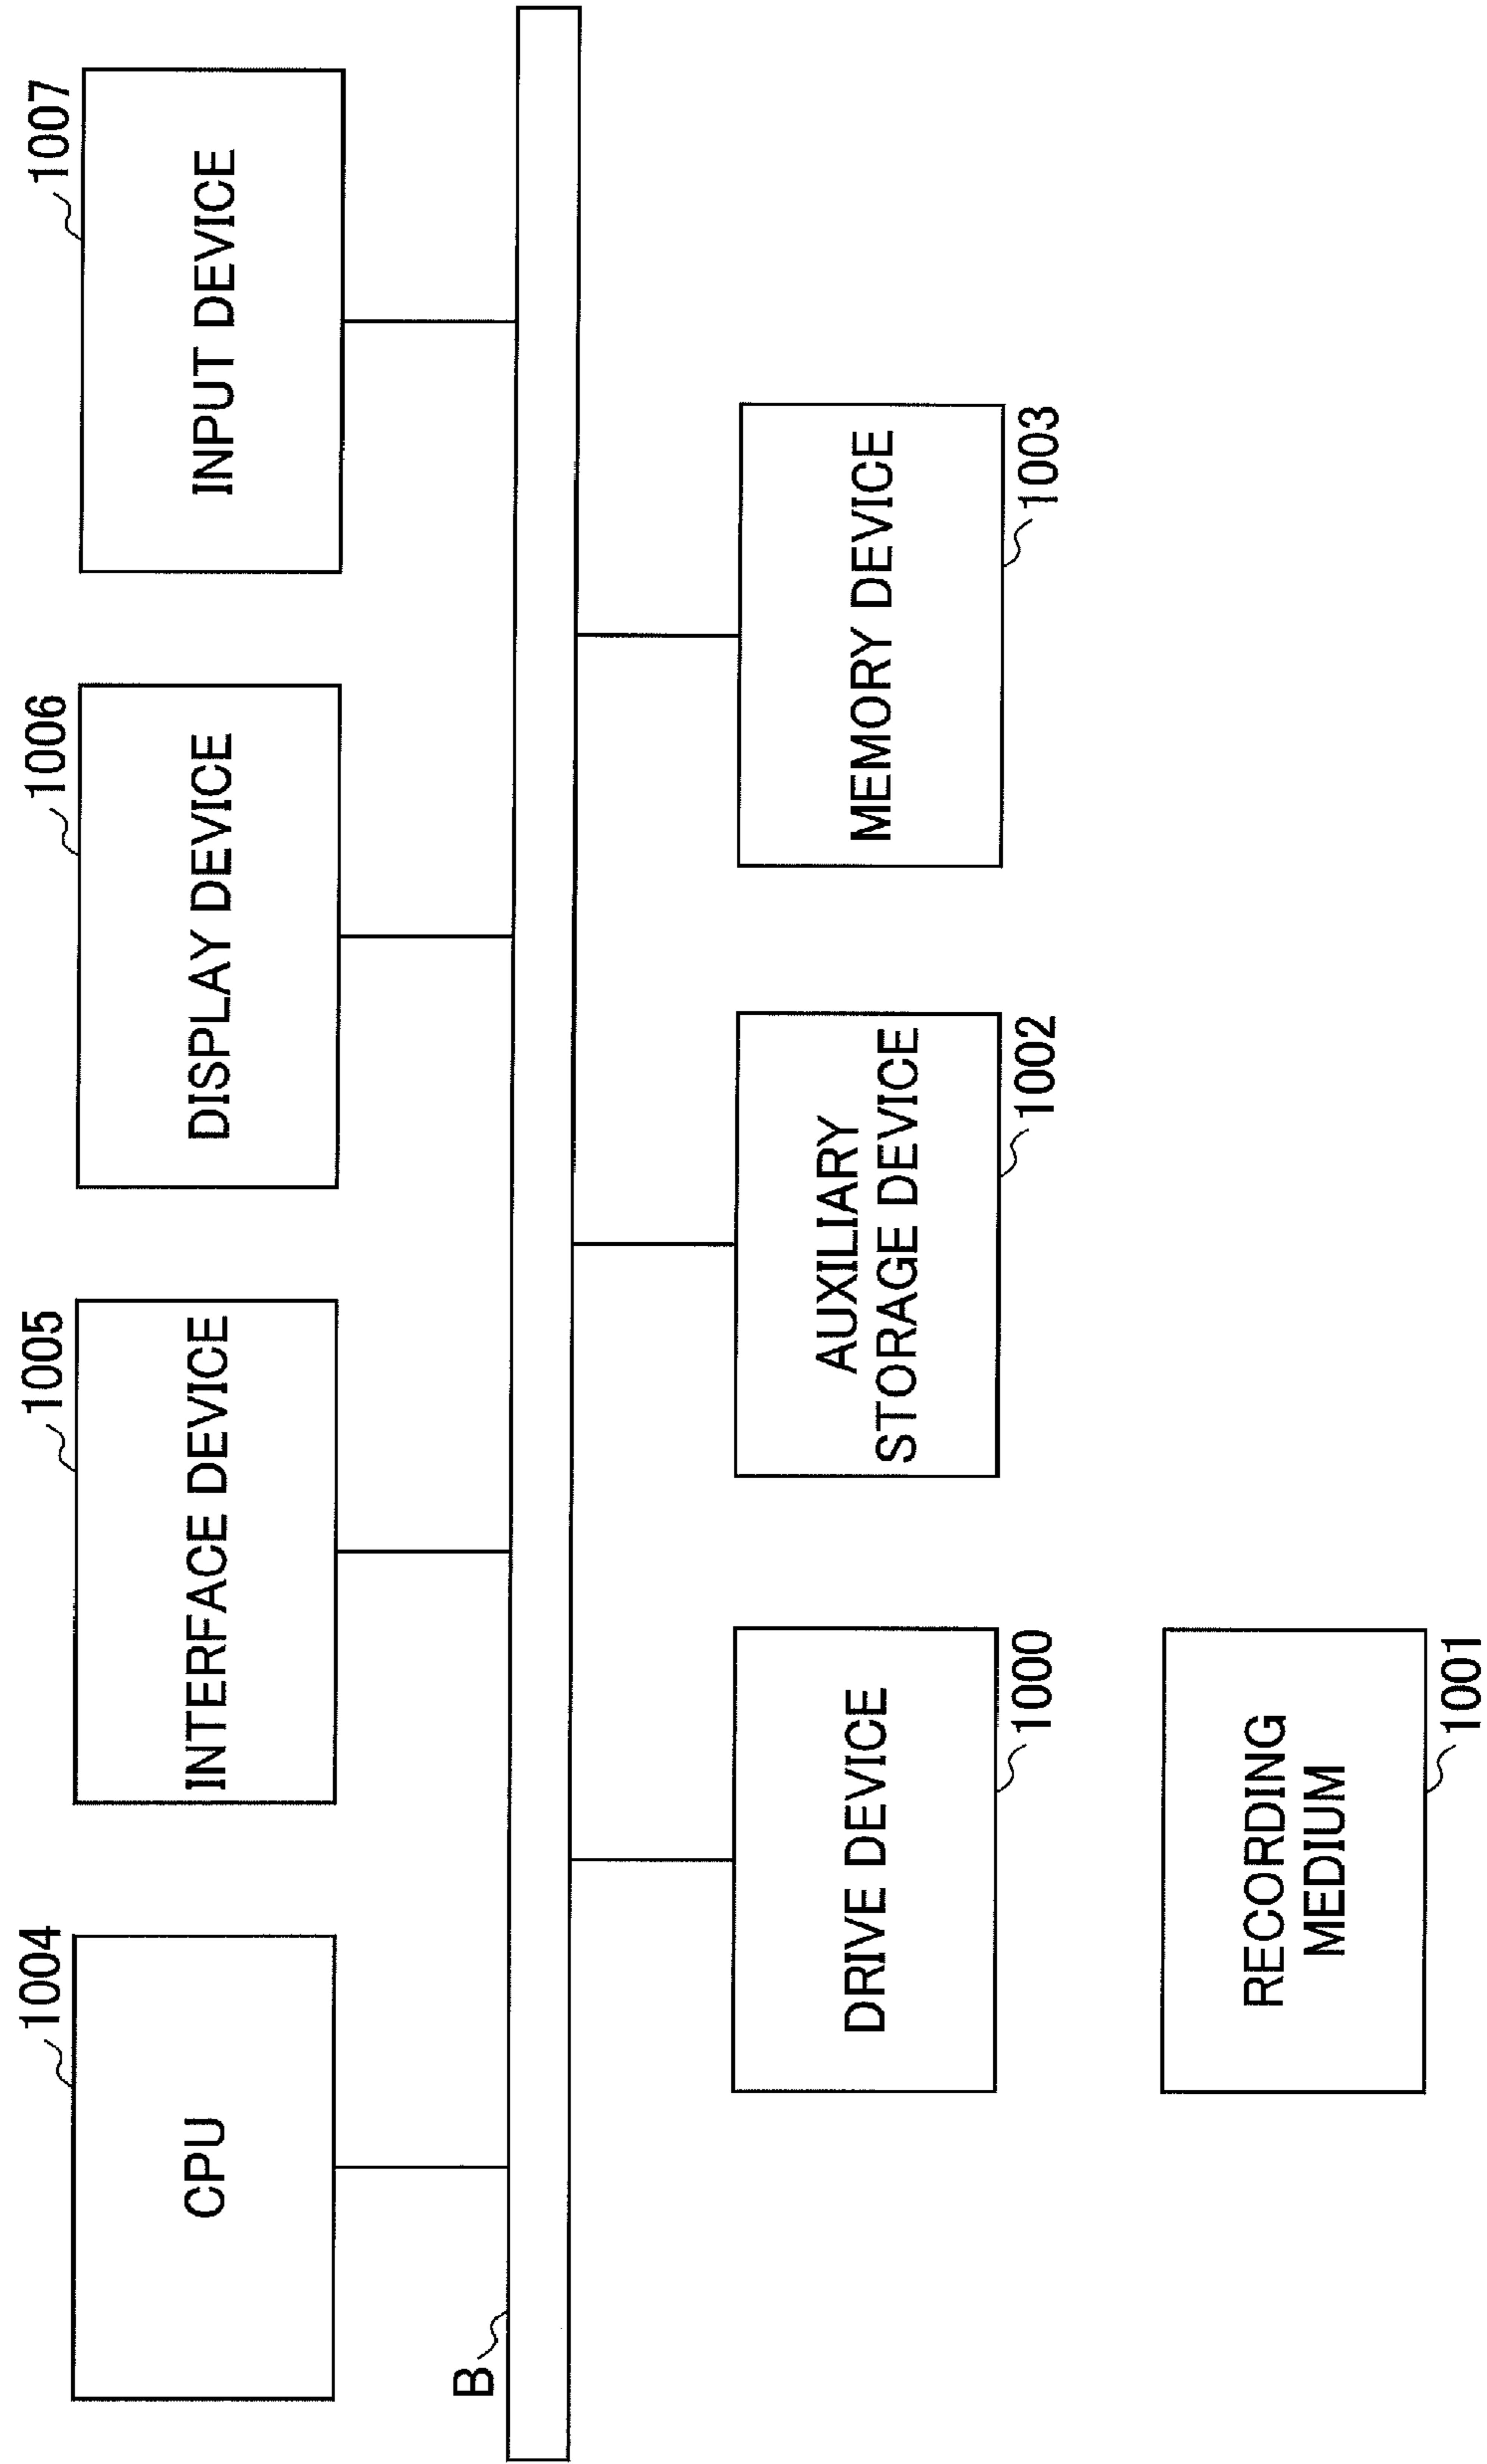 1004
1005
1006
1007
CPU
INTERFACE DEVICE
DISPLAY DEVICE
INPUT DEVICE
B
DRIVE DEVICE
AUXILIARY
STORAGE DEVICE
MEMORY DEVICE
1000
1002
1003
RECORDING
MEDIUM
1001